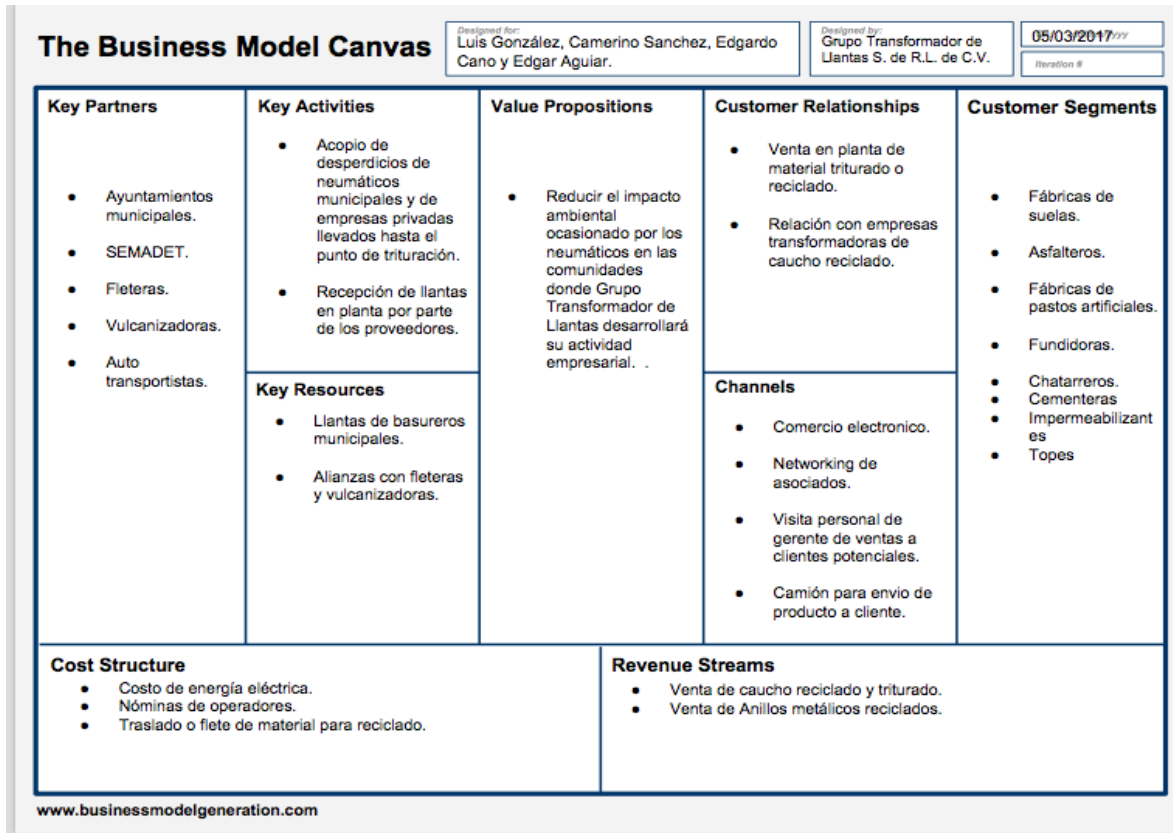 The Business Model Canvas
Designed for:
Luis González, Camerino Sanchez, Edgardo
Cano y Edgar Aguiar.
Designed by:
Grupo Transformador de
Llantas S. de R.L. de C.V.
05/03/2017
Iteration #
Key Partners
● Ayuntamientos
municipales.
● SEMADET.
● Fleteras.
● Vulcanizadoras.
● Auto
transportistas.
Key Activities
● Acopio de
desperdicios de
neumáticos
municipales y de
empresas privadas
llevados hasta el
punto de trituración.
● Recepción de llantas
en planta por parte
de los proveedores.
Key Resources
● Llantas de basureros
municipales.
● Alianzas con fleteras
y vulcanizadoras.
Value Propositions
● Reducir el impacto
ambiental
ocasionado por los
neumáticos en las
comunidades
donde Grupo
Transformador de
Llantas desarrollará
su actividad
empresarial. .
Customer Relationships
● Venta en planta de
material triturado o
reciclado.
● Relación con empresas
transformadoras de
caucho reciclado.
Channels
● Comercio electronico.
● Networking de
asociados.
● Visita personal de
gerente de ventas a
clientes potenciales.
● Camión para envio de
producto a cliente.
Customer Segments
● Fábricas de
suelas.
● Asfalteros.
● Fábricas de
pastos artificiales.
● Fundidoras.
● Chatarreros.
● Cementeras
● Impermeabilizant
es
● Topes
Cost Structure
● Costo de energía eléctrica.
● Nóminas de operadores.
● Traslado o flete de material para reciclado.
Revenue Streams
● Venta de caucho reciclado y triturado.
● Venta de Anillos metálicos reciclados.
www.businessmodelgeneration.com